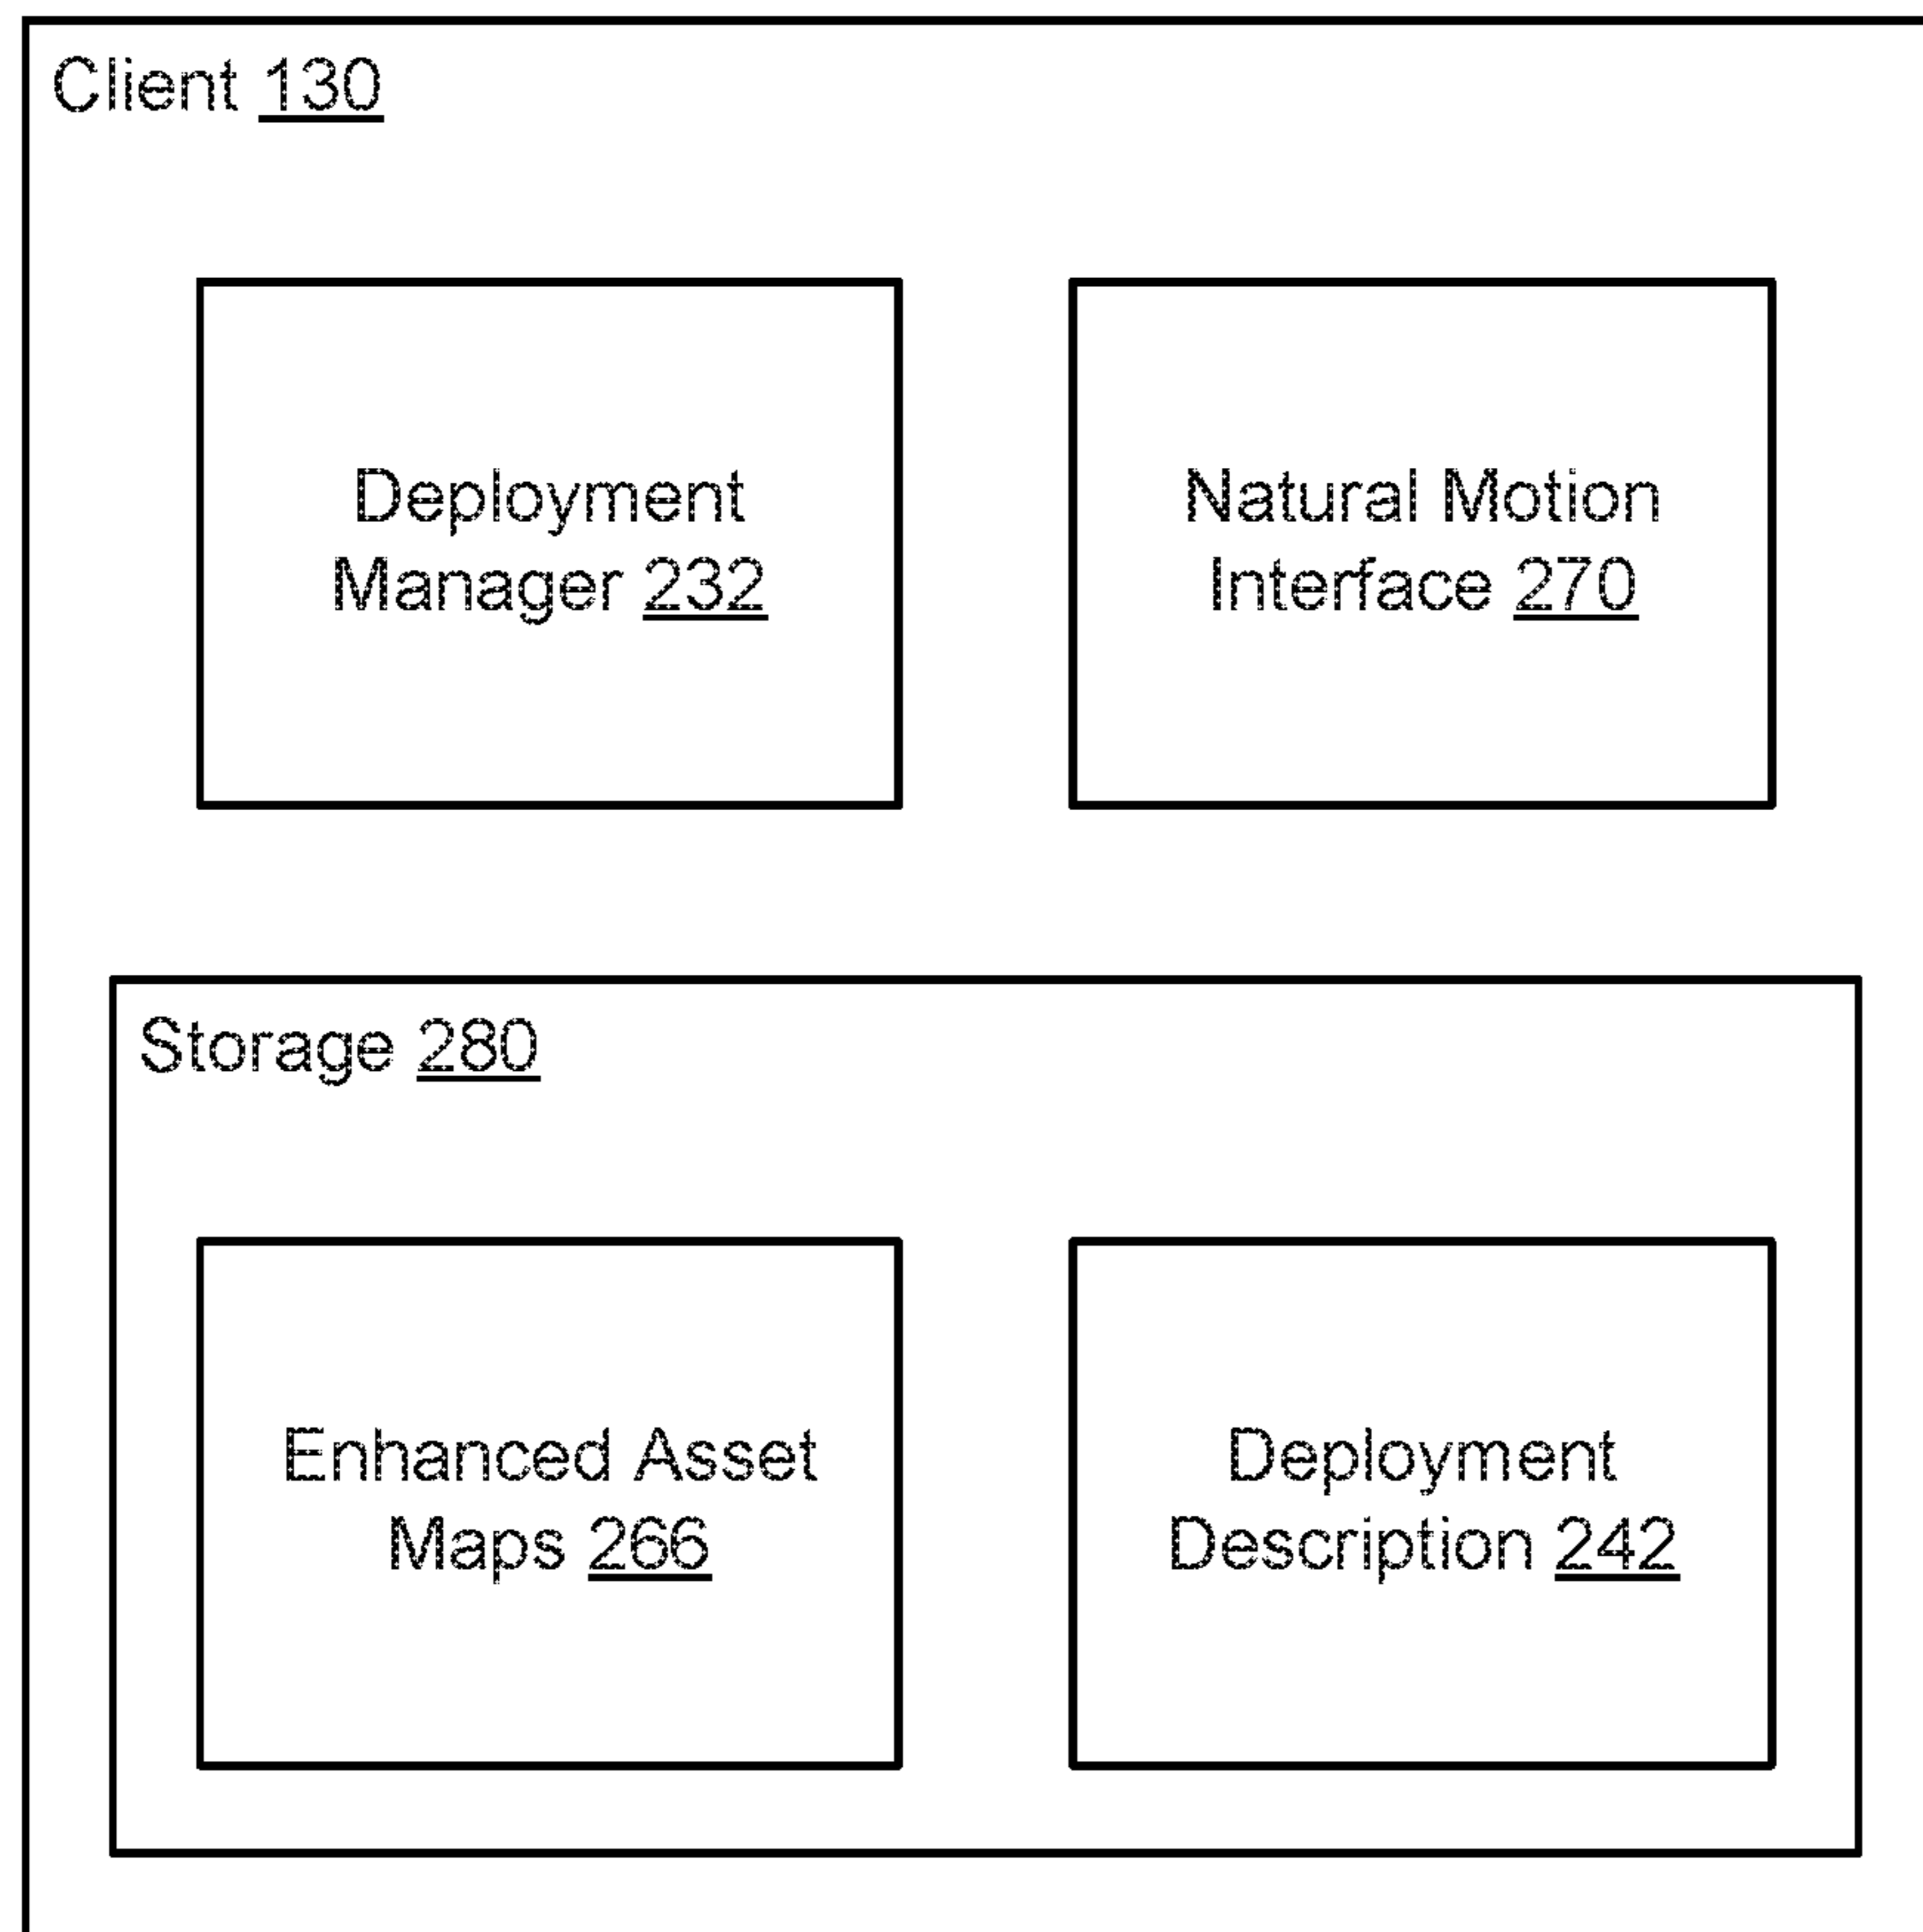 Client 130
Deployment
Manager 232
Natural Motion
Interface 270
Storage 280
Enhanced Asset
Maps 266
Deployment
Description 242